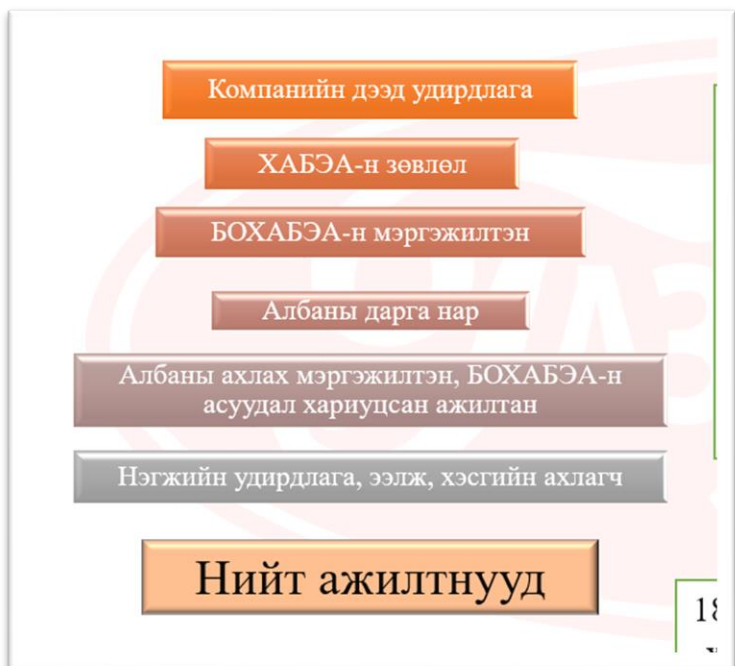 Компанийн дээд удирдлага
ХАБЭА-н зөвлөл
БОХАБЭА-н мэргэжилтэн
Албаны дарга нар
Албаны ахлах мэргэжилтэн, БОХАБЭА-н
асуудал хариуцсан ажилтан
Нэгжийн удирдлага, ээлж, хэсгийн ахлагч
Нийт ажилтнууд